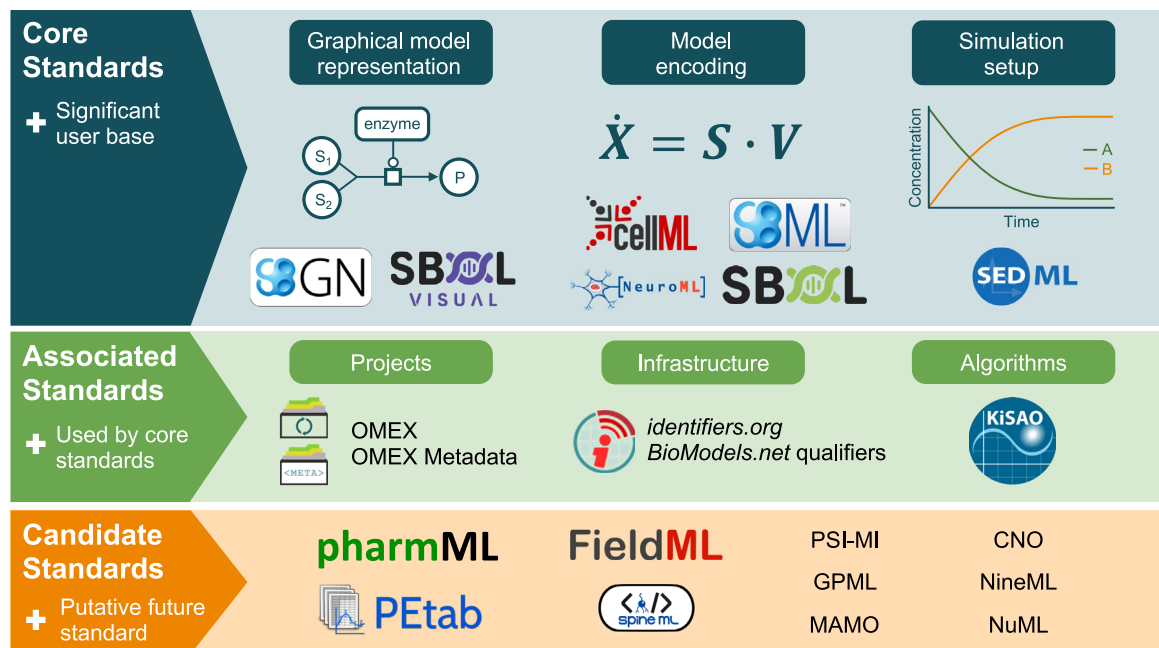 Core
Standards
+ Significant
user base
Graphical model
representation
Model
encoding
Simulation
setup
enzyme
S1
S2
P
Ẋ = S · V
Concentration
A
B
Time
cellML
SBML™
SBGN
SBOL
VISUAL
[NeuroML]
SBOL
SED ML
Associated
Standards
+ Used by core
standards
Projects
Infrastructure
Algorithms
OMEX
OMEX Metadata
<META>
identifiers.org
BioModels.net qualifiers
KiSAO
Candidate
Standards
+ Putative future
standard
pharmML
FieldML
PSI-MI
CNO
PEtab
</>
spine ml
GPML
NineML
MAMO
NuML